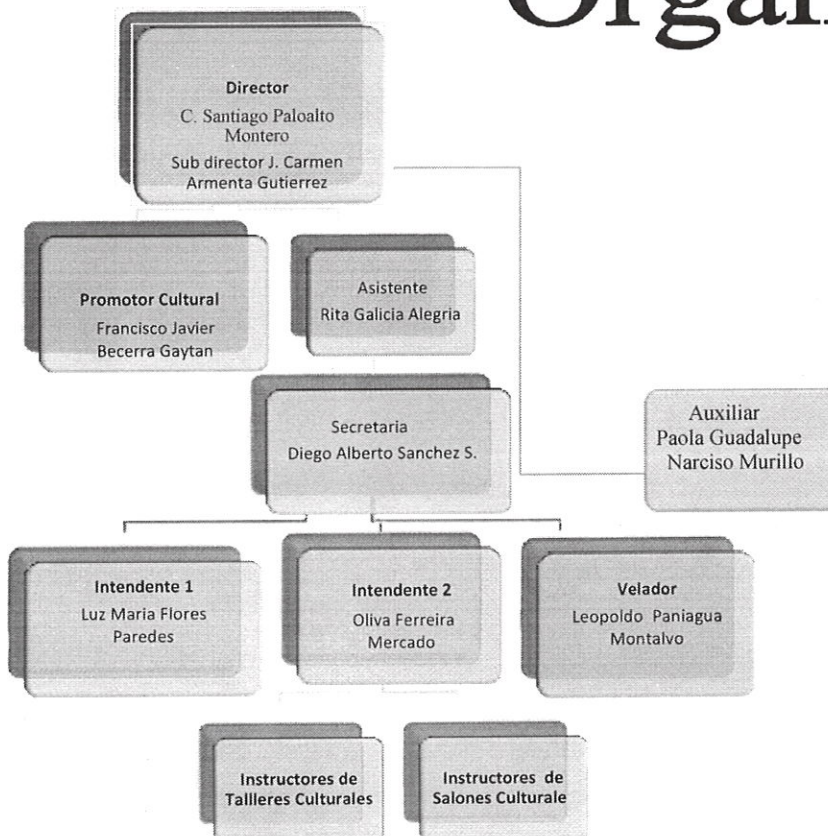 Organ
Director
C. Santiago Paloalto
Montero
Sub director J. Carmen
Armenta Gutierrez
Promotor Cultural
Francisco Javier
Becerra Gaytan
Asistente
Rita Galicia Alegria
Secretaria
Diego Alberto Sanchez S.
Auxiliar
Paola Guadalupe
Narciso Murillo
Intendente 1
Luz Maria Flores
Paredes
Intendente 2
Oliva Ferreira
Mercado
Velador
Leopoldo Paniagua
Montalvo
Instructores de
Tallleres Culturales
Instructores de
Salones Culturale